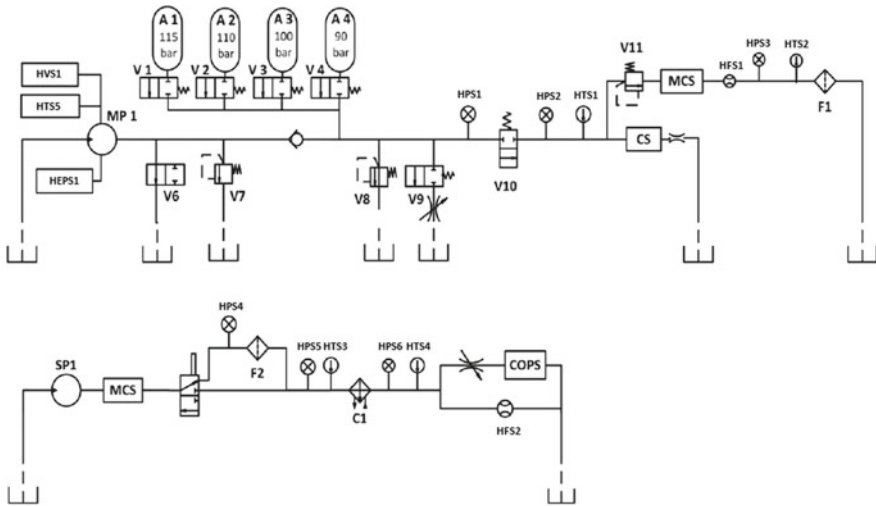 A 1 A 2 A 3 A 4
115 110 100 90
bar bar bar bar
V 1 V 2 V 3 V 4
HVS1
HTS5
MP 1
HEPS1
V6
V7
V8
V9
HPS1
HPS2
HTS1
V10
V11
MCS
HFS1
HPS3
HTS2
F1
CS
SP1
MCS
HPS4
F2
HPS5 HTS3
HPS6 HTS4
C1
COPS
HFS2